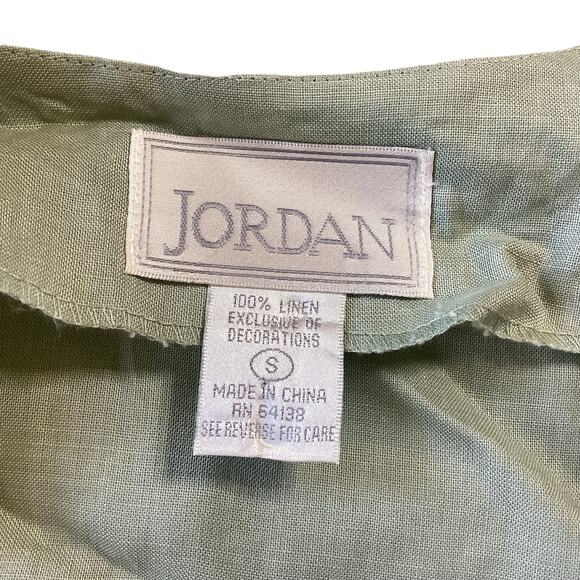 JORDAN
100% LINEN
EXCLUSIVE OF
DECORATIONS
S
MADE IN CHINA
RN 64138
SEE REVERSE FOR CARE